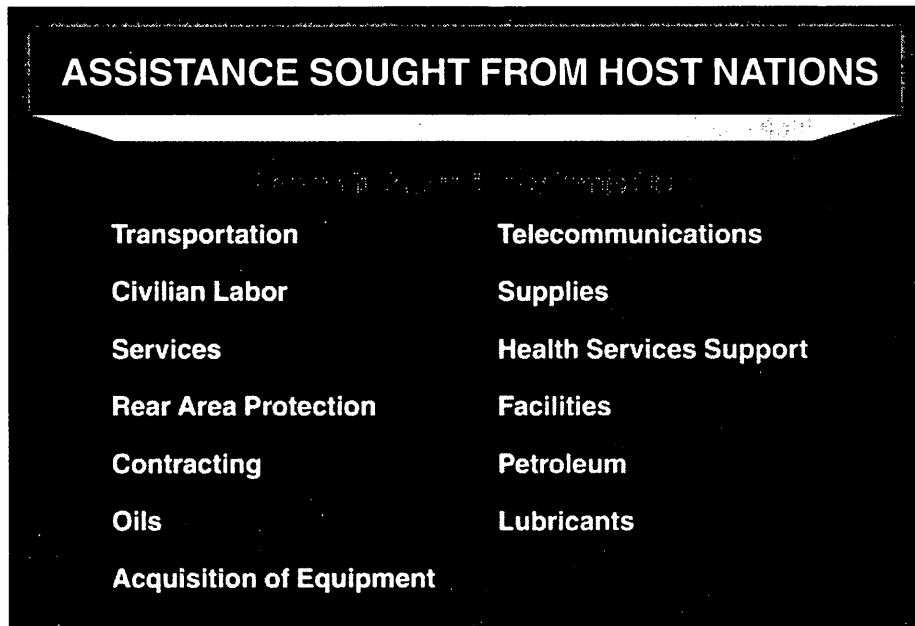 ASSISTANCE SOUGHT FROM HOST NATIONS
Transportation
Civilian Labor
Services
Rear Area Protection
Contracting
Oils
Acquisition of Equipment
Telecommunications
Supplies
Health Services Support
Facilities
Petroleum
Lubricants